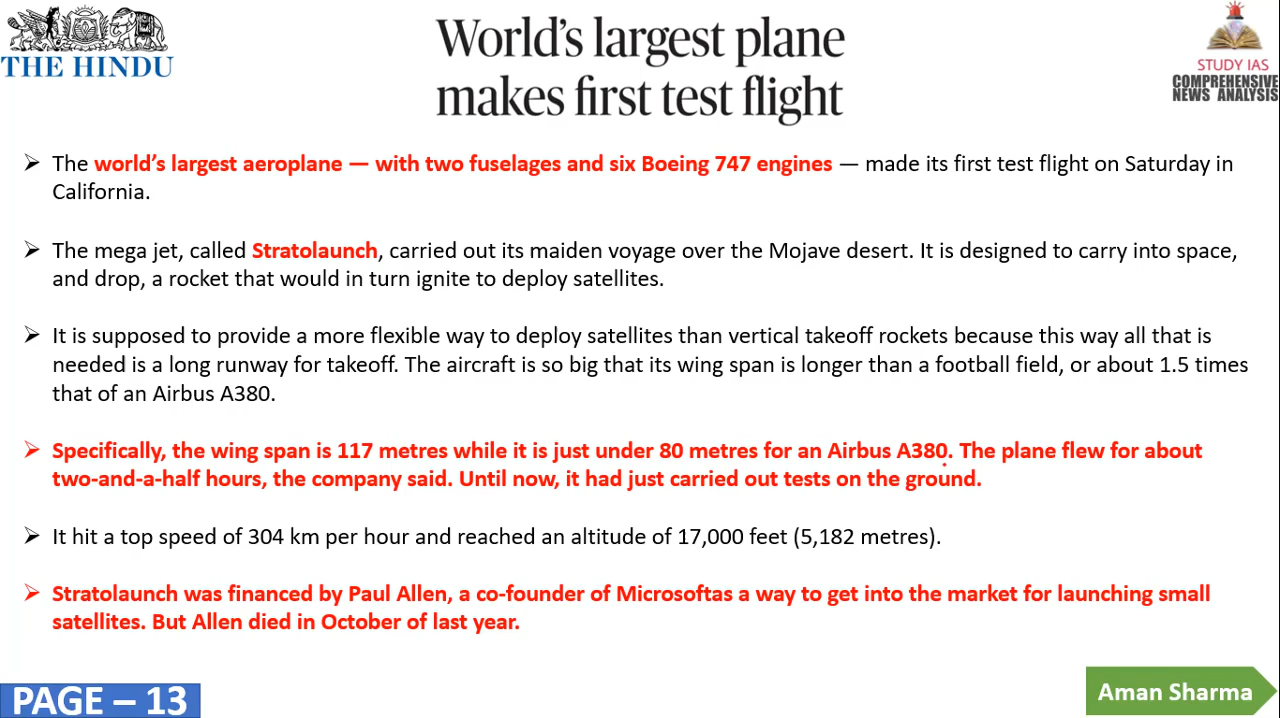 THE HINDU
World's largest plane
makes first test flight
STUDY IAS
COMPREHENSIVE
NEWS ANALYSIS
➢ The world's largest aeroplane — with two fuselages and six Boeing 747 engines — made its first test flight on Saturday in
California.
➢ The mega jet, called Stratolaunch, carried out its maiden voyage over the Mojave desert. It is designed to carry into space,
and drop, a rocket that would in turn ignite to deploy satellites.
➢ It is supposed to provide a more flexible way to deploy satellites than vertical takeoff rockets because this way all that is
needed is a long runway for takeoff. The aircraft is so big that its wing span is longer than a football field, or about 1.5 times
that of an Airbus A380.
➢ Specifically, the wing span is 117 metres while it is just under 80 metres for an Airbus A380. The plane flew for about
two-and-a-half hours, the company said. Until now, it had just carried out tests on the ground.
➢ It hit a top speed of 304 km per hour and reached an altitude of 17,000 feet (5,182 metres).
➢ Stratolaunch was financed by Paul Allen, a co-founder of Microsoftas a way to get into the market for launching small
satellites. But Allen died in October of last year.
PAGE – 13
Aman Sharma